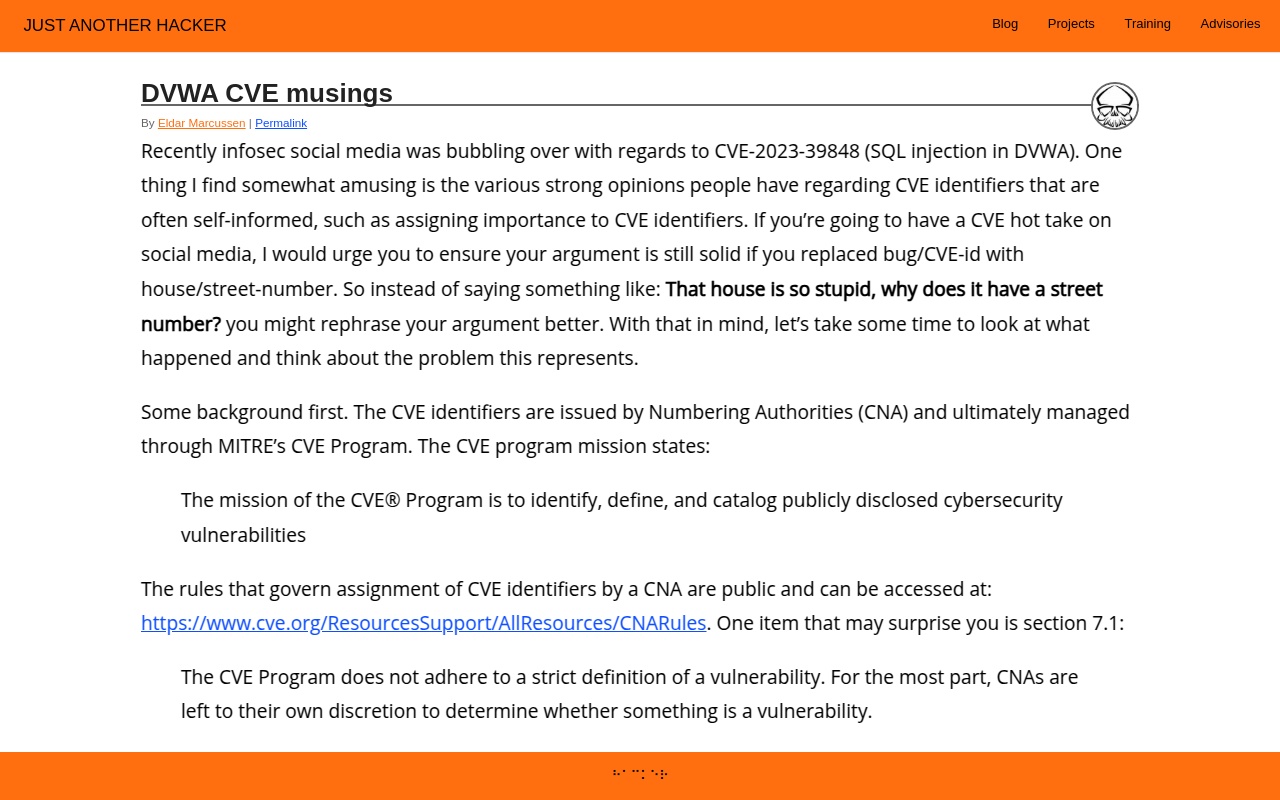 JUST ANOTHER HACKER
Blog Projects Training Advisories
DVWA CVE musings
By Eldar Marcussen | Permalink
Recently infosec social media was bubbling over with regards to CVE-2023-39848 (SQL injection in DVWA). One
thing I find somewhat amusing is the various strong opinions people have regarding CVE identifiers that are
often self-informed, such as assigning importance to CVE identifiers. If you’re going to have a CVE hot take on
social media, I would urge you to ensure your argument is still solid if you replaced bug/CVE-id with
house/street-number. So instead of saying something like: That house is so stupid, why does it have a street
number? you might rephrase your argument better. With that in mind, let’s take some time to look at what
happened and think about the problem this represents.
Some background first. The CVE identifiers are issued by Numbering Authorities (CNA) and ultimately managed
through MITRE’s CVE Program. The CVE program mission states:
The mission of the CVE® Program is to identify, define, and catalog publicly disclosed cybersecurity
vulnerabilities
The rules that govern assignment of CVE identifiers by a CNA are public and can be accessed at:
https://www.cve.org/ResourcesSupport/AllResources/CNARules. One item that may surprise you is section 7.1:
The CVE Program does not adhere to a strict definition of a vulnerability. For the most part, CNAs are
left to their own discretion to determine whether something is a vulnerability.
⠓⠁⠉⠅⠑⠗